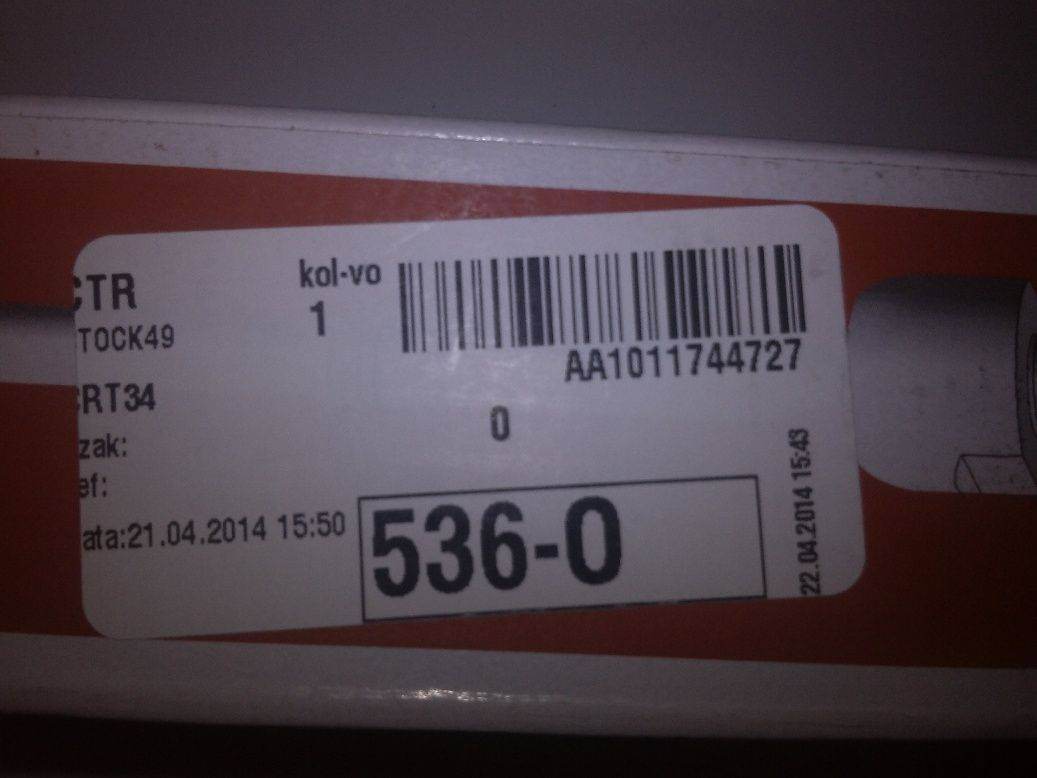 CTR
kol-vo
TOCK49
1
AA1011744727
CRT34
0
zak:
ef:
ata:21.04.2014 15:50
536-0
22.04.2014 15:43